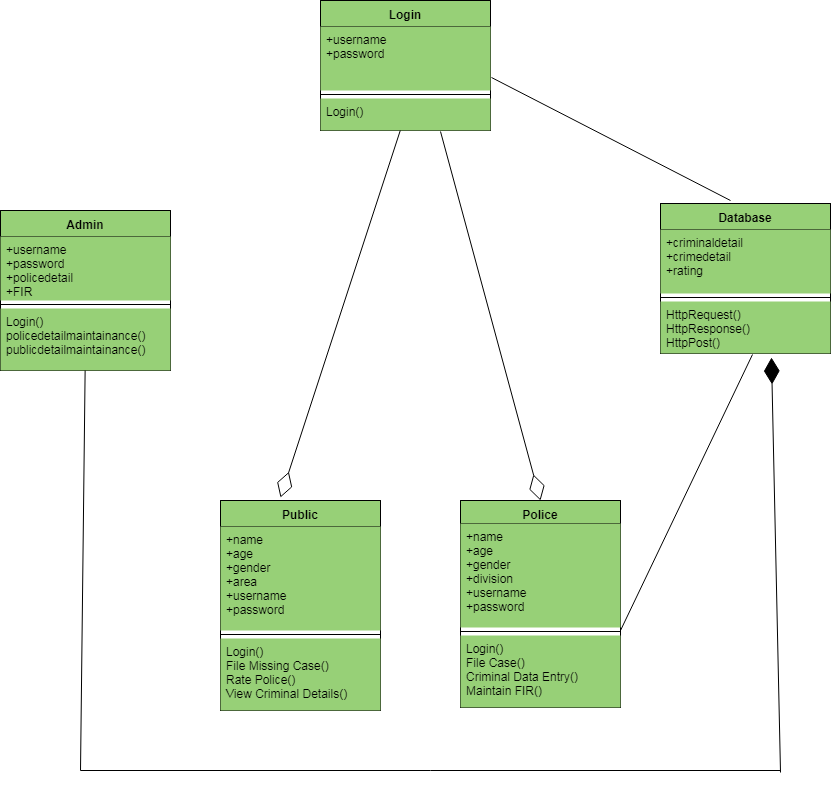 Login
+username
+password
Login()
Admin
+username
+password
+policedetail
+FIR
Login()
policedetailmaintainance()
publicdetailmaintainance()
Database
+criminaldetail
+crimedetail
+rating
HttpRequest()
HttpResponse()
HttpPost()
Public
+name
+age
+gender
+area
+username
+password
Login()
File Missing Case()
Rate Police()
View Criminal Details()
Police
+name
+age
+gender
+division
+username
+password
Login()
File Case()
Criminal Data Entry()
Maintain FIR()